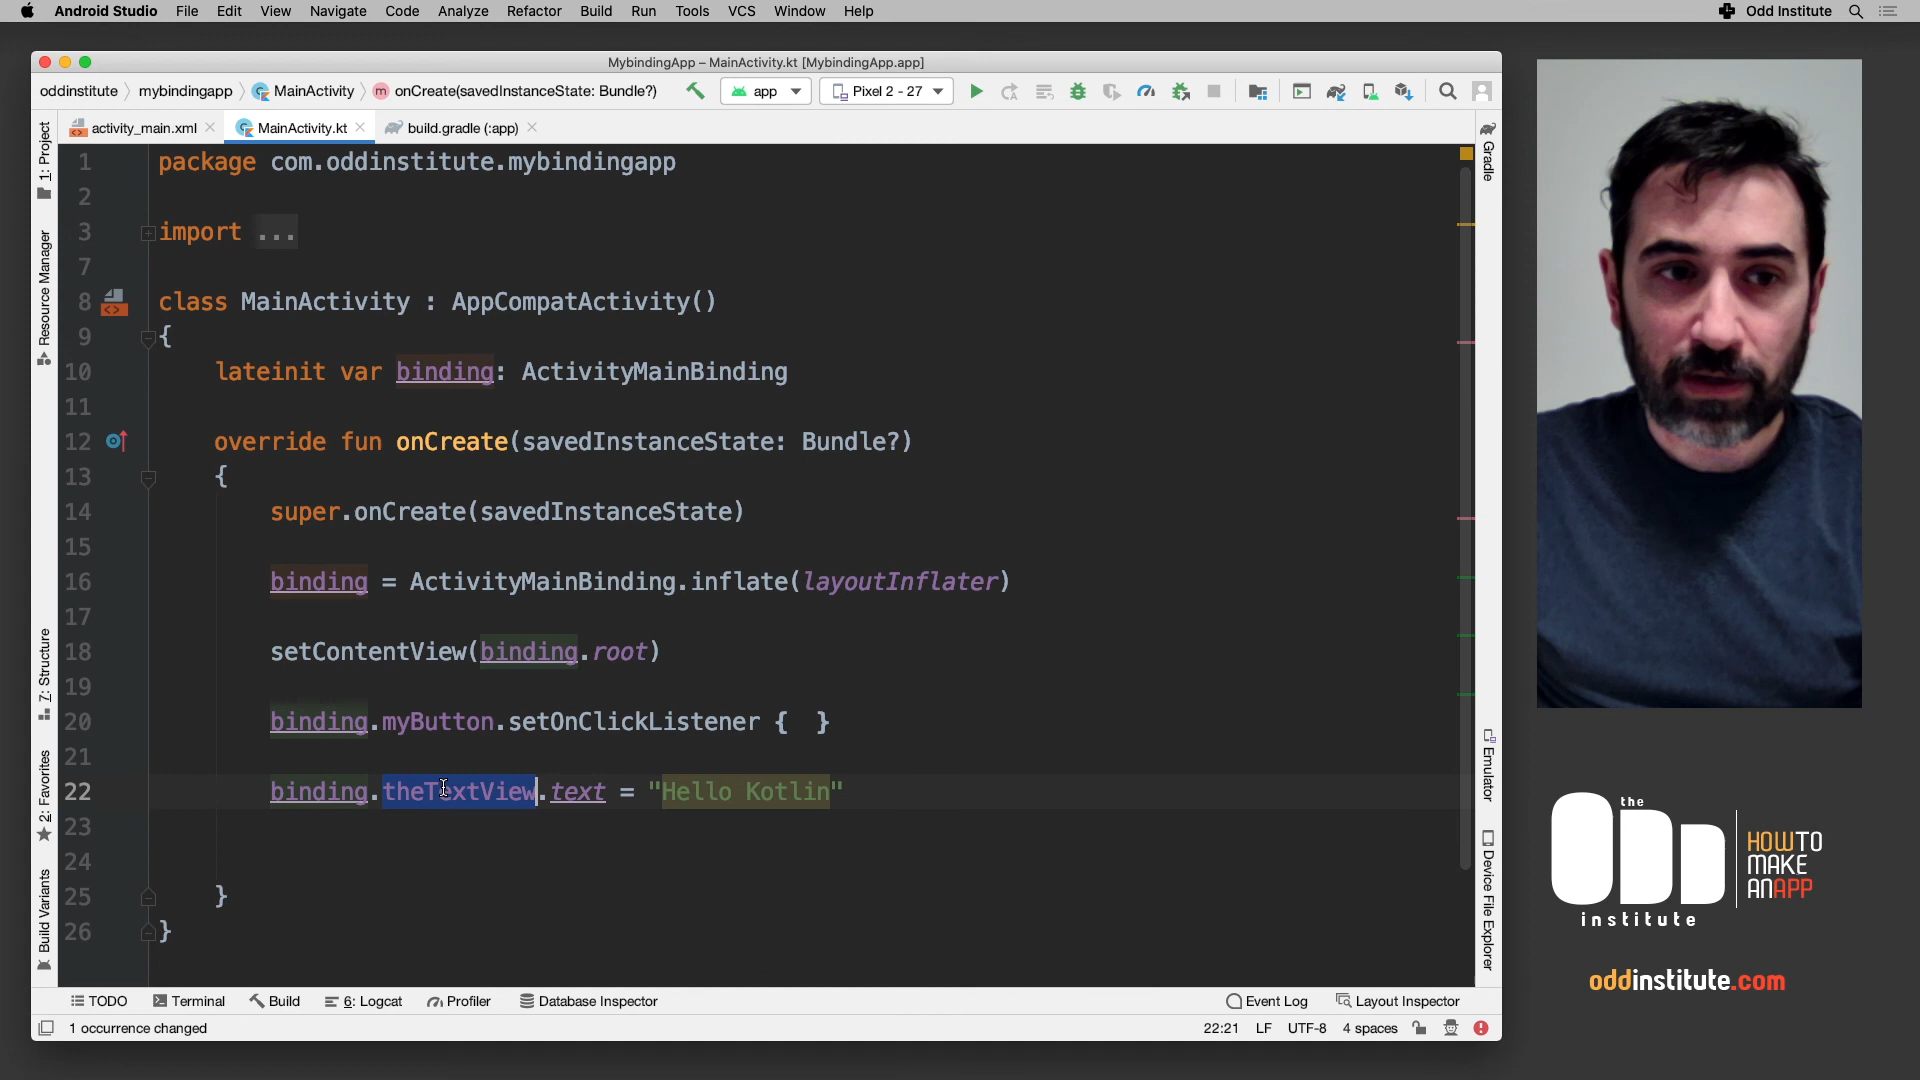 Android Studio File Edit View Navigate Code Analyze Refactor Build Run Tools VCS Window Help Odd Institute
MybindingApp – MainActivity.kt [MybindingApp.app]
oddinstitute mybindingapp MainActivity m onCreate(savedInstanceState: Bundle?) app Pixel 2 - 27
activity_main.xml MainActivity.kt build.gradle (:app)
1: Project
Resource Manager
7: Structure
2: Favorites
Build Variants
1 package com.oddinstitute.mybindingapp
2
3 import ...
7
8 class MainActivity : AppCompatActivity()
9 {
10 lateinit var binding: ActivityMainBinding
11
12 override fun onCreate(savedInstanceState: Bundle?)
13 {
14 super.onCreate(savedInstanceState)
15
16 binding = ActivityMainBinding.inflate(layoutInflater)
17
18 setContentView(binding.root)
19
20 binding.myButton.setOnClickListener {  }
21
22 binding.theTextView.text = "Hello Kotlin"
23
24
25 }
26 }
Gradle
Emulator
Device File Explorer
TODO Terminal Build 6: Logcat Profiler Database Inspector Event Log Layout Inspector
1 occurrence changed 22:21 LF UTF-8 4 spaces
the
ODD
institute
HOWTO
MAKE
ANAPP
oddinstitute.com